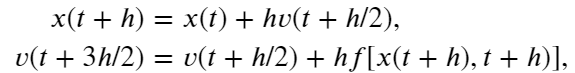 x(t + h) = x(t) + hv(t + h/2),
v(t + 3h/2) = v(t + h/2) + hf[x(t + h), t + h)],